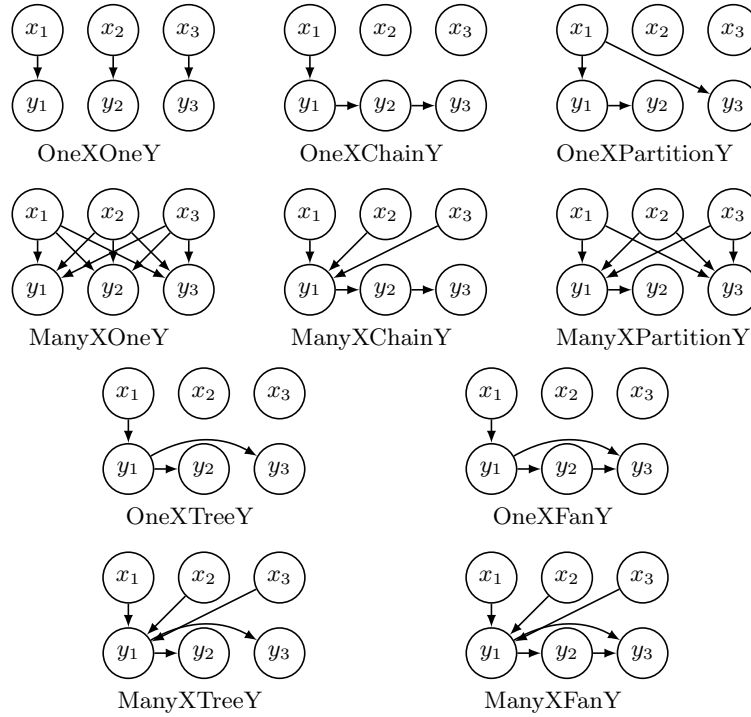 x₁ x₂ x₃ x₁ x₂ x₃ x₁ x₂ x₃
y₁ y₂ y₃ y₁ y₂ y₃ y₁ y₂ y₃
OneXOneY OneXChainY OneXPartitionY
x₁ x₂ x₃ x₁ x₂ x₃ x₁ x₂ x₃
y₁ y₂ y₃ y₁ y₂ y₃ y₁ y₂ y₃
ManyXOneY ManyXChainY ManyXPartitionY
x₁ x₂ x₃ x₁ x₂ x₃
y₁ y₂ y₃ y₁ y₂ y₃
OneXTreeY OneXFanY
x₁ x₂ x₃ x₁ x₂ x₃
y₁ y₂ y₃ y₁ y₂ y₃
ManyXTreeY ManyXFanY